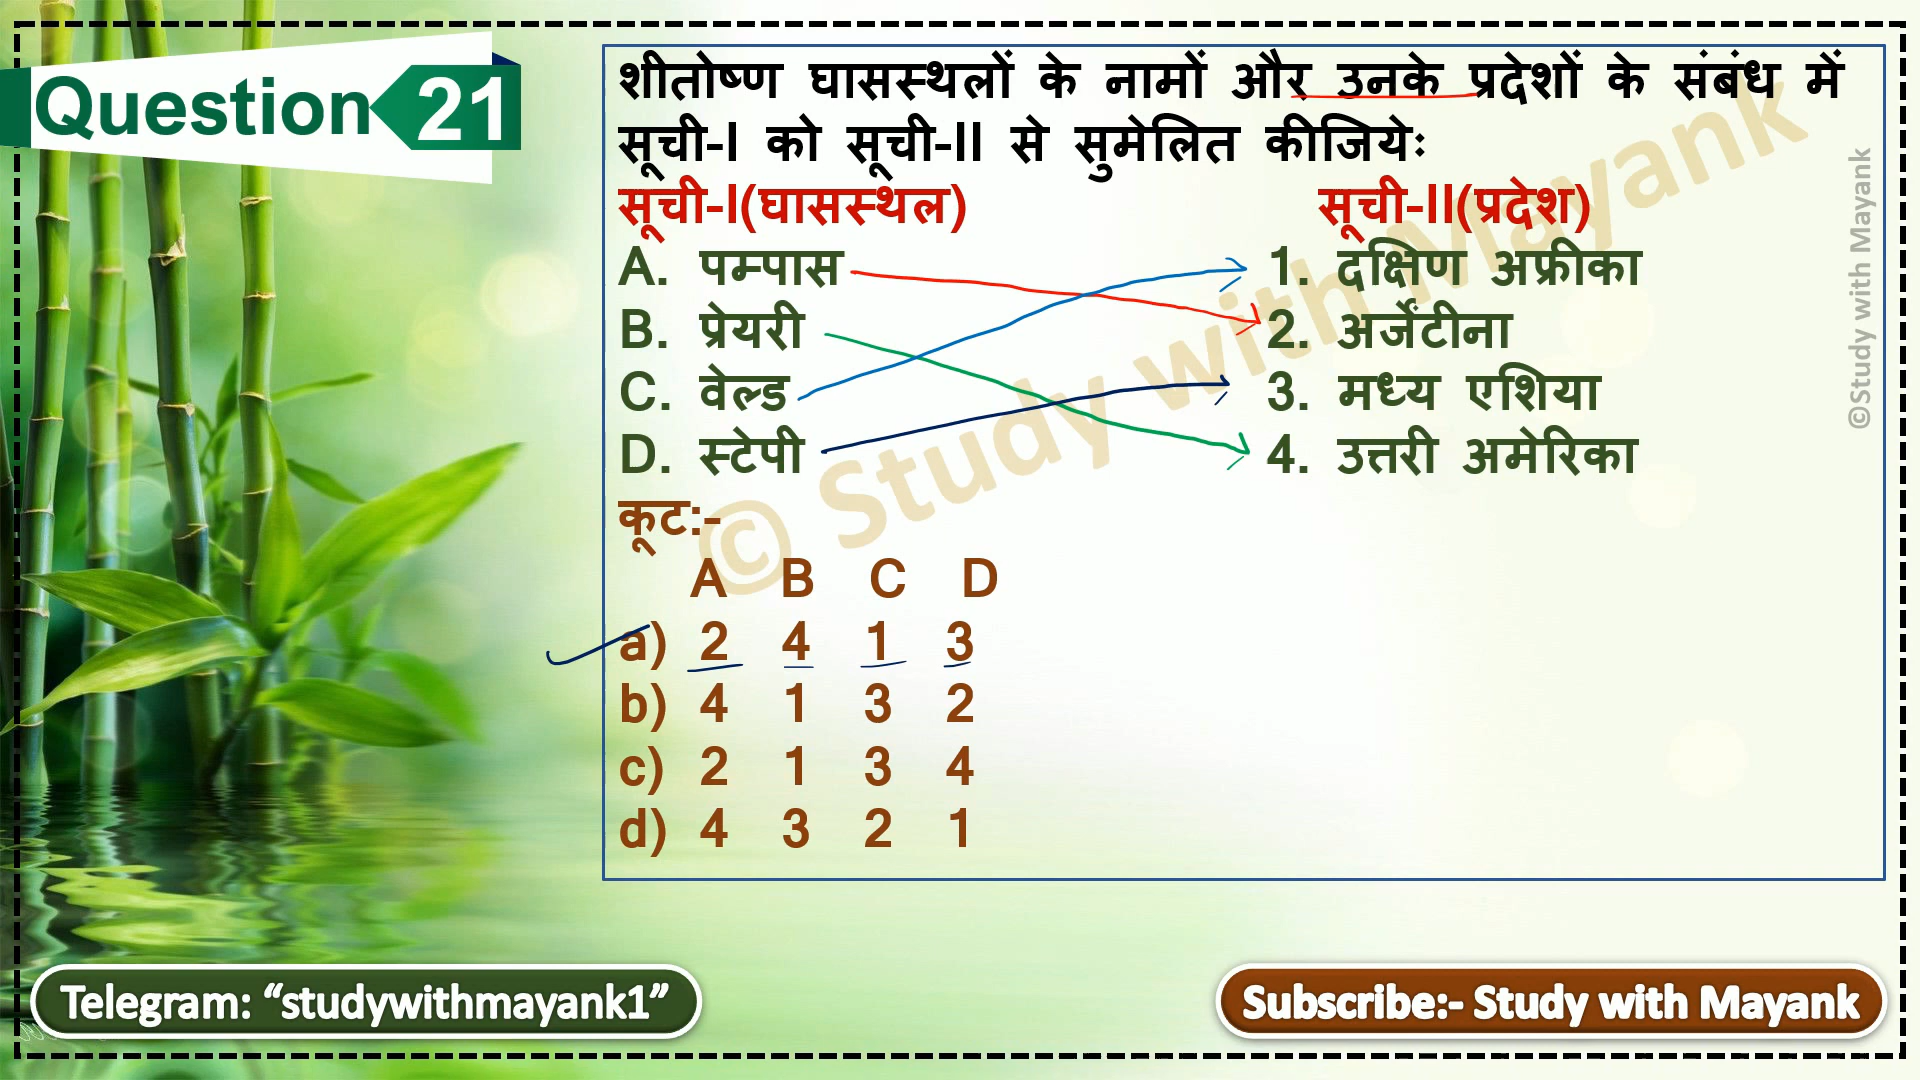 Question 21
शीतोष्ण घासस्थलों के नामों और उनके प्रदेशों के संबंध में
सूची-I को सूची-II से सुमेलित कीजियेः
सूची-I(घासस्थल) सूची-II(प्रदेश)
A. पम्पास 1. दक्षिण अफ्रीका
B. प्रेयरी 2. अर्जेंटीना
C. वेल्ड 3. मध्य एशिया
D. स्टेपी 4. उत्तरी अमेरिका
कूट:-
A B C D
a) 2 4 1 3
b) 4 1 3 2
c) 2 1 3 4
d) 4 3 2 1
© Study with Mayank
©Study with Mayank
Telegram: “studywithmayank1”
Subscribe:- Study with Mayank